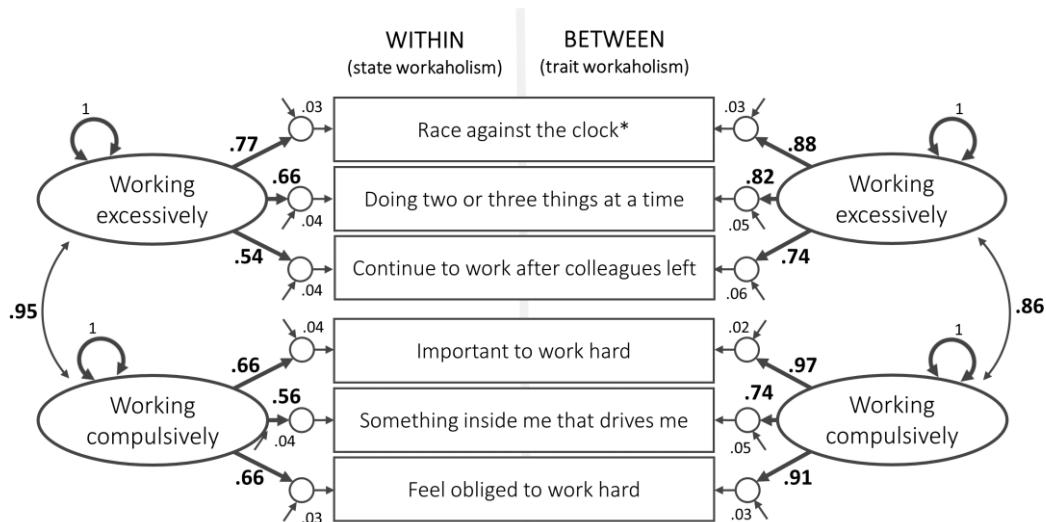 WITHIN
(state workaholism)
BETWEEN
(trait workaholism)
1
.03
.03
1
Race against the clock*
.77
.88
Working
excessively
.66
.82
Working
excessively
Doing two or three things at a time
.04
.05
.54
.74
Continue to work after colleagues left
.04
.06
.95
.86
1
.04
.02
1
Important to work hard
.66
.97
Working
compulsively
.56
.74
Working
compulsively
Something inside me that drives me
.04
.05
.66
.91
Feel obliged to work hard
.03
.03